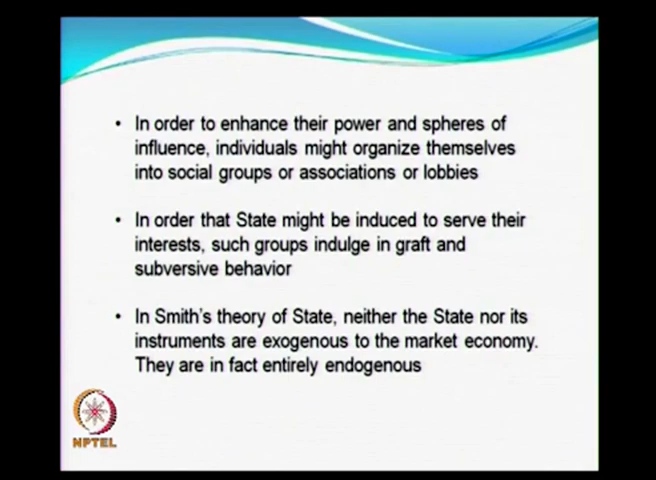 • In order to enhance their power and spheres of
influence, individuals might organize themselves
into social groups or associations or lobbies
• In order that State might be induced to serve their
interests, such groups indulge in graft and
subversive behavior
• In Smith's theory of State, neither the State nor its
instruments are exogenous to the market economy.
They are in fact entirely endogenous
NPTEL